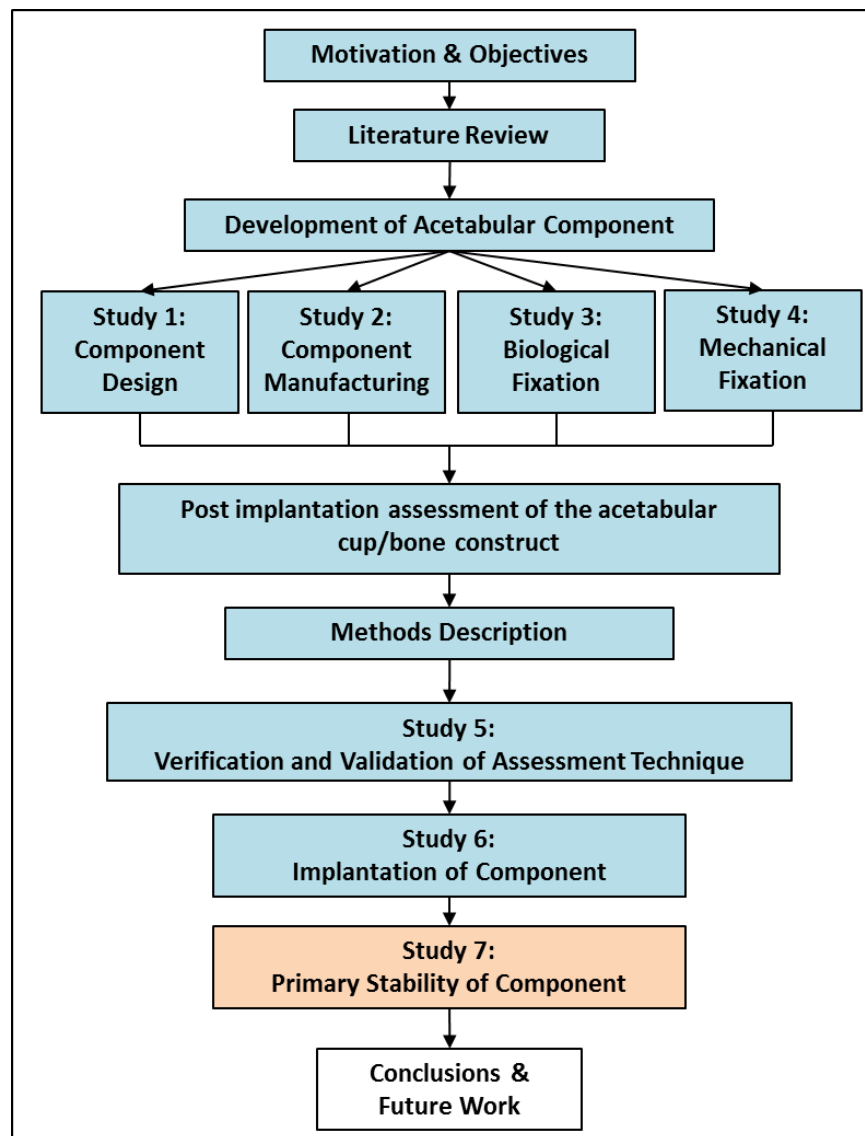 Motivation & Objectives
Literature Review
Development of Acetabular Component
Study 1:
Component
Design
Study 2:
Component
Manufacturing
Study 3:
Biological
Fixation
Study 4:
Mechanical
Fixation
Post implantation assessment of the acetabular
cup/bone construct
Methods Description
Study 5:
Verification and Validation of Assessment Technique
Study 6:
Implantation of Component
Study 7:
Primary Stability of Component
Conclusions &
Future Work